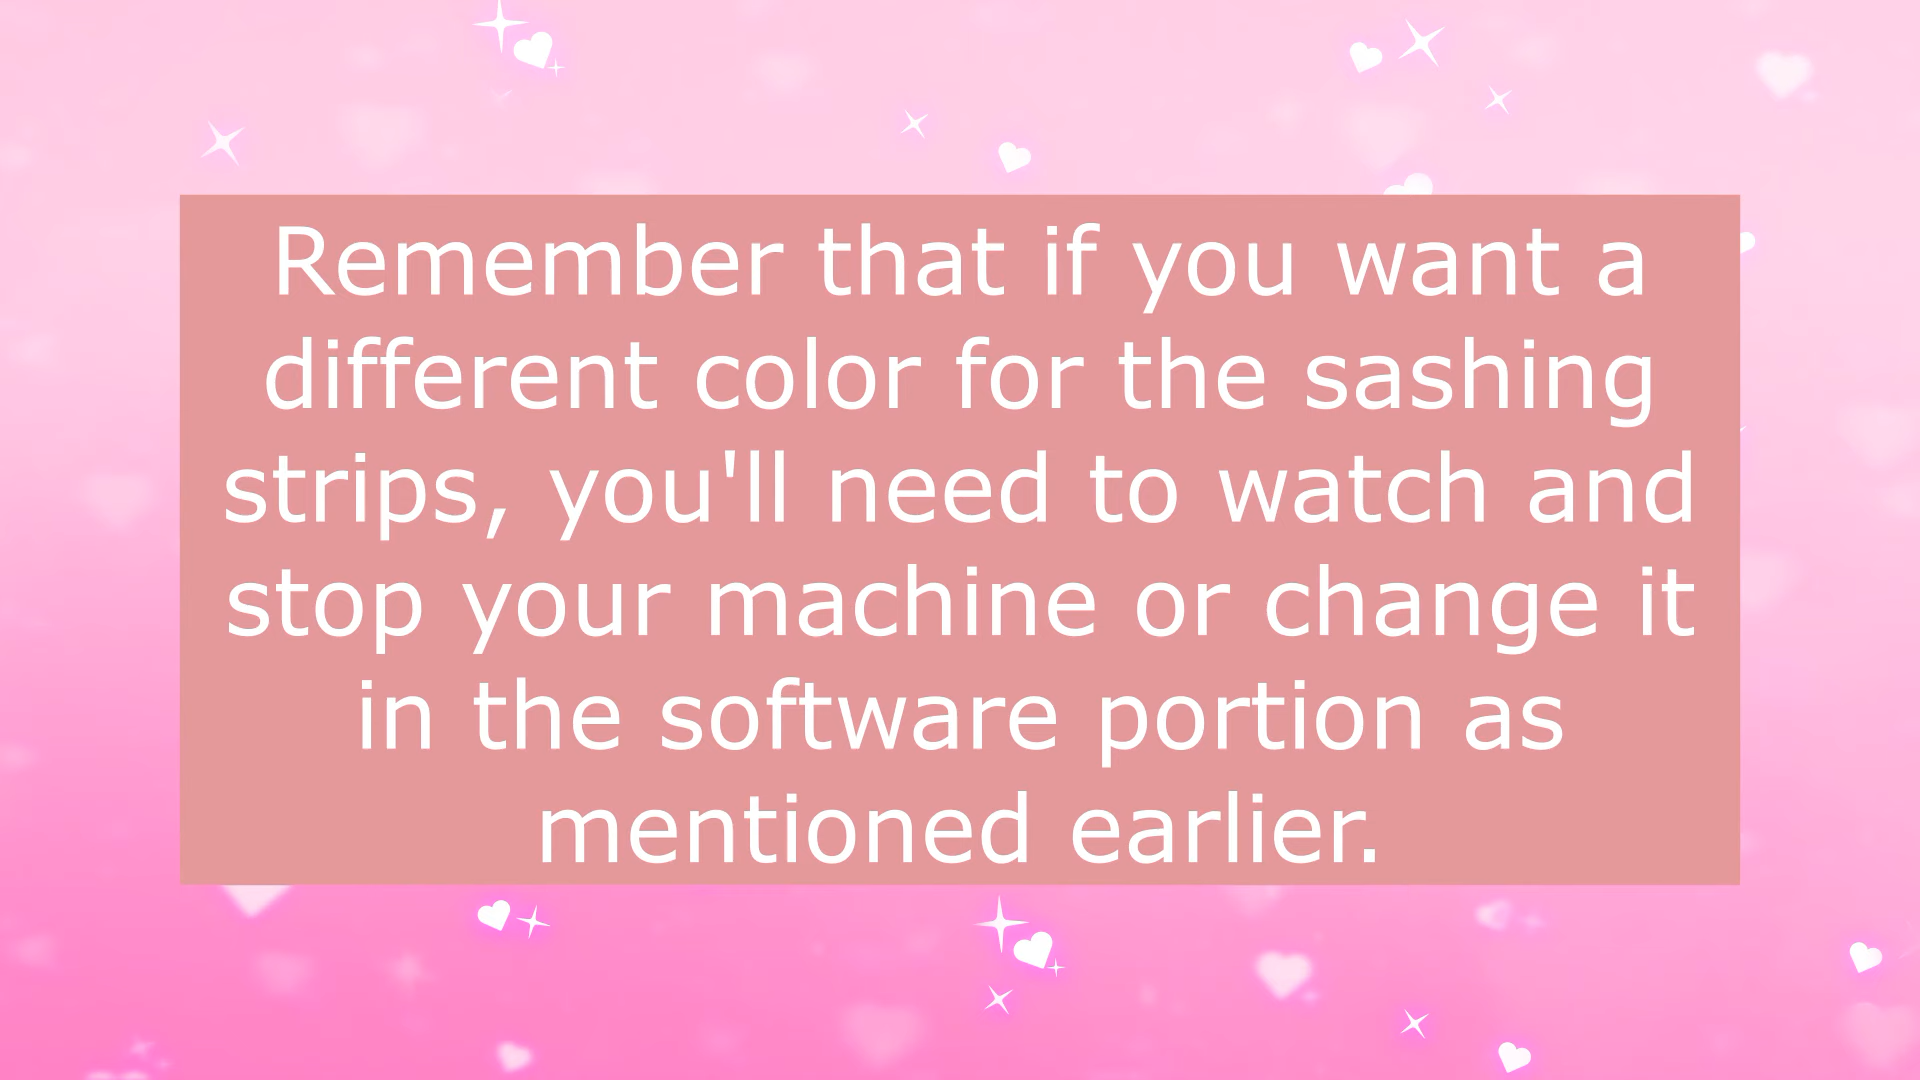 Remember that if you want a
different color for the sashing
strips, you'll need to watch and
stop your machine or change it
in the software portion as
mentioned earlier.